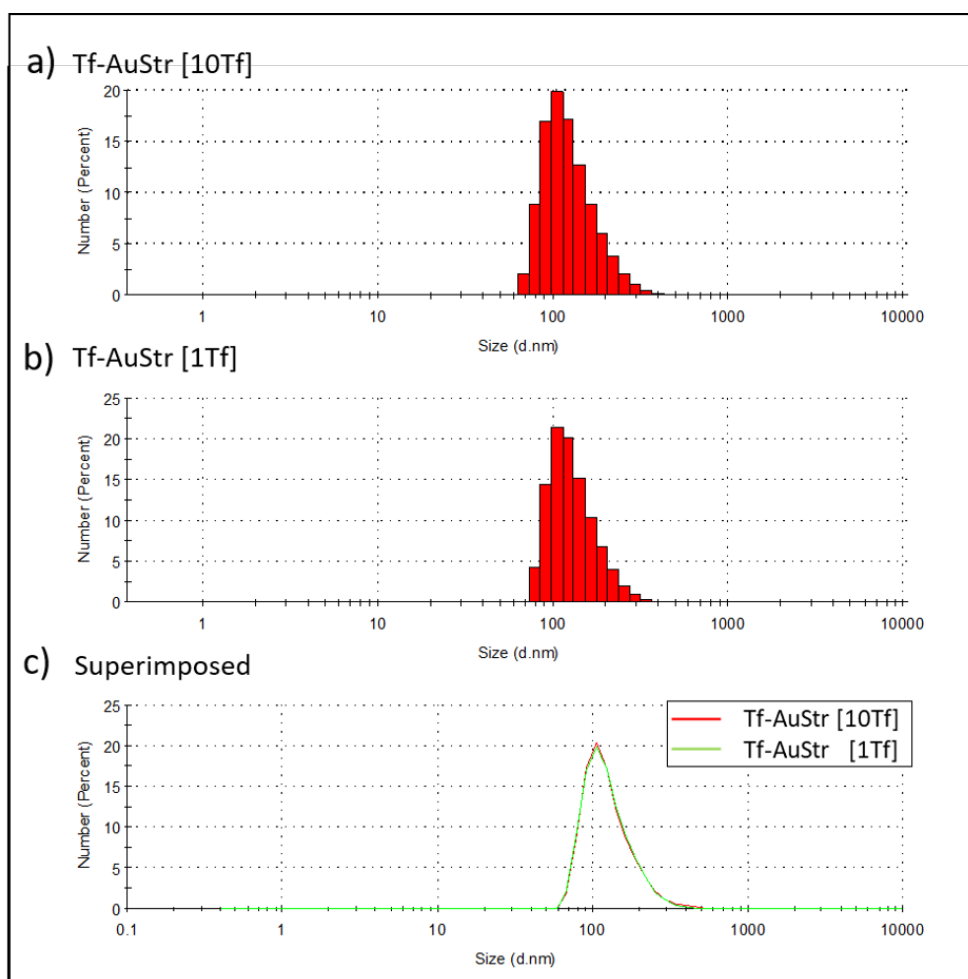 a) Tf-AuStr [10Tf]
20
15
10
5
0
Number (Percent)
1 10 100 1000 10000
Size (d.nm)
b) Tf-AuStr [1Tf]
25
20
15
10
5
0
Number (Percent)
1 10 100 1000 10000
Size (d.nm)
c) Superimposed
25
20
15
10
5
0
Number (Percent)
Tf-AuStr [10Tf]
Tf-AuStr [1Tf]
0.1 1 10 100 1000 10000
Size (d.nm)